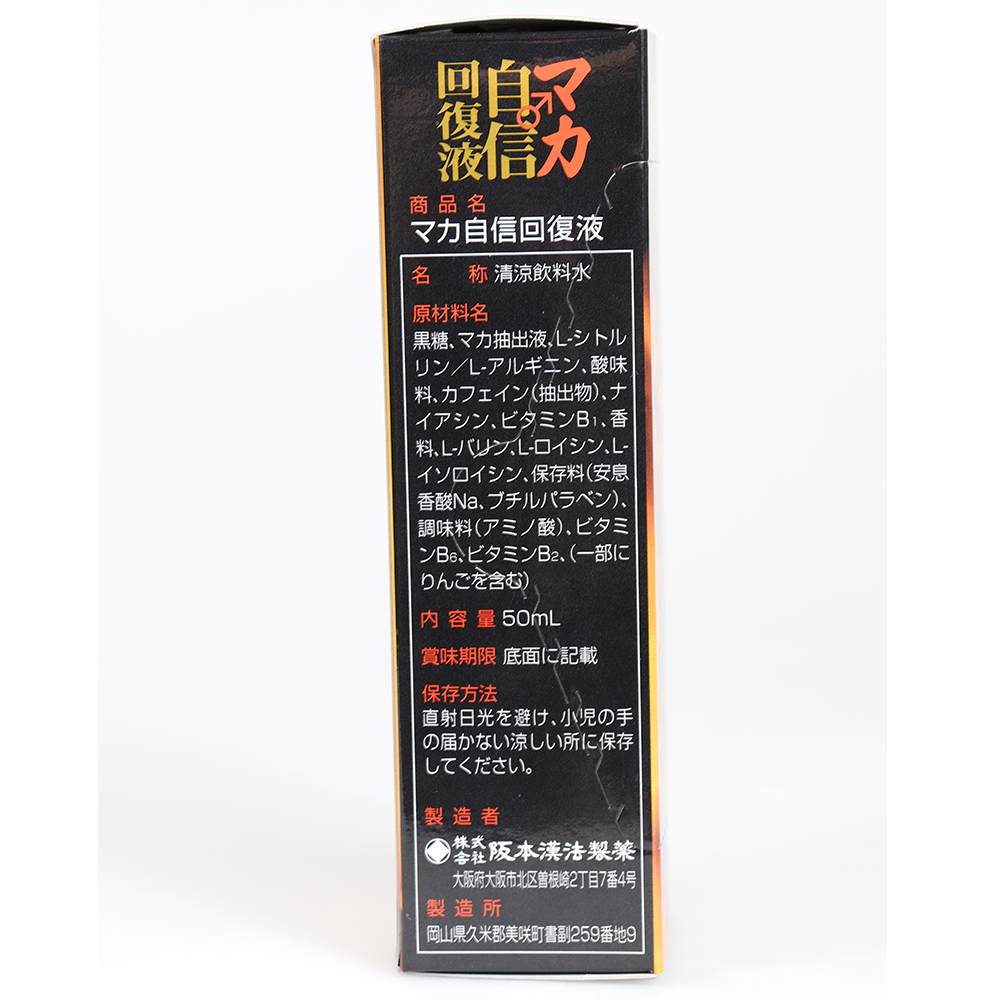 マカ
自信
回復液
商品名
マカ自信回復液
名　称 清涼飲料水
原材料名
黒糖、マカ抽出液、L-シトル
リン／L-アルギニン、酸味
料、カフェイン（抽出物）、ナ
イアシン、ビタミンB1、香
料、L-バリン、L-ロイシン、L-
イソロイシン、保存料（安息
香酸Na、ブチルパラベン）、
調味料（アミノ酸）、ビタミ
ンB6、ビタミンB2、（一部に
りんごを含む）
内容量 50mL
賞味期限 底面に記載
保存方法
直射日光を避け、小児の手
の届かない涼しい所に保存
してください。
製造者
株式会社 阪本漢法製薬
大阪府大阪市北区曽根崎2丁目7番4号
製造所
岡山県久米郡美咲町書副259番地9